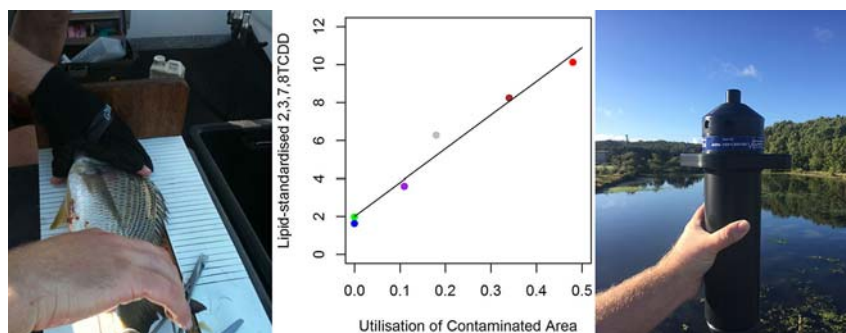 Lipid-standardised 2,3,7,8TCDD
12
10
8
6
4
2
0
0.0 0.1 0.2 0.3 0.4 0.5
Utilisation of Contaminated Area